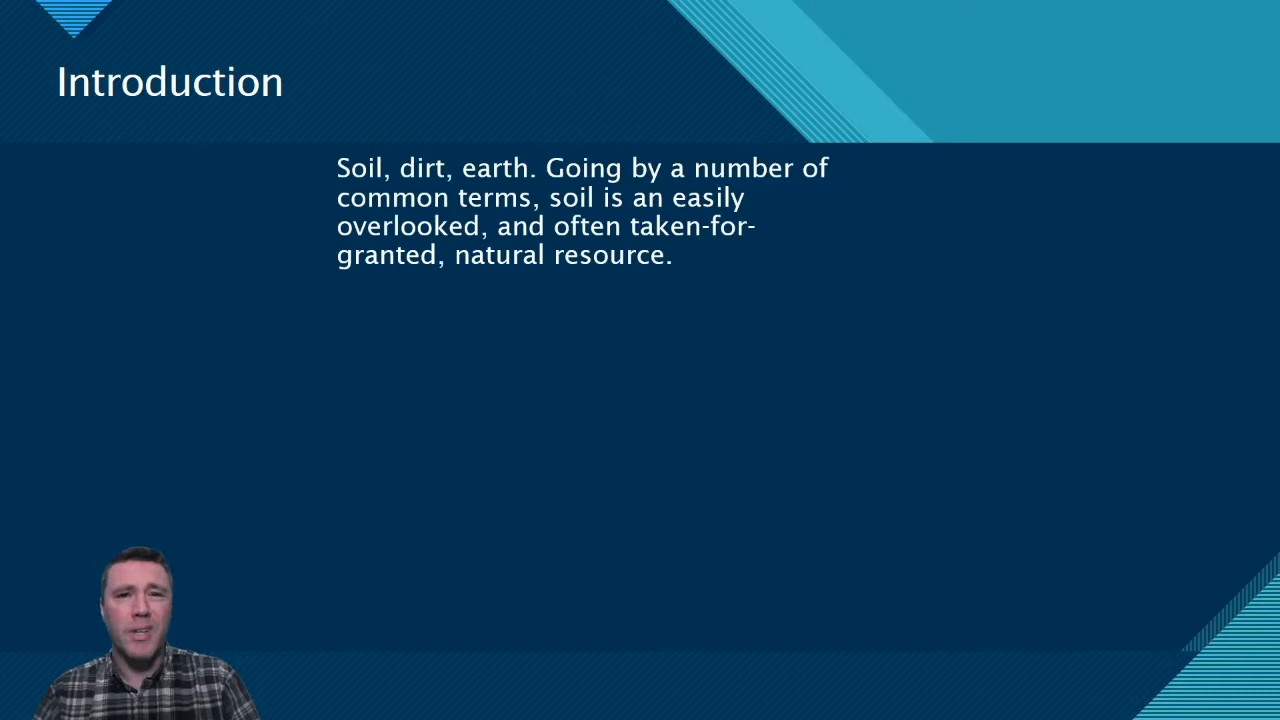 Introduction
Soil, dirt, earth. Going by a number of
common terms, soil is an easily
overlooked, and often taken-for-
granted, natural resource.